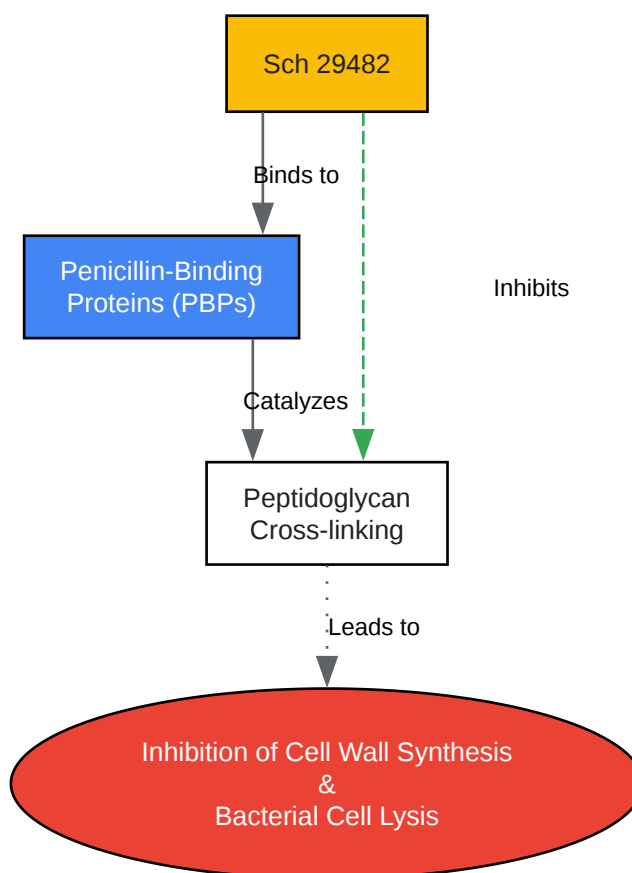 Sch 29482
Binds to
Penicillin-Binding
Proteins (PBPs)
Inhibits
Catalyzes
Peptidoglycan
Cross-linking
Leads to
Inhibition of Cell Wall Synthesis
&
Bacterial Cell Lysis